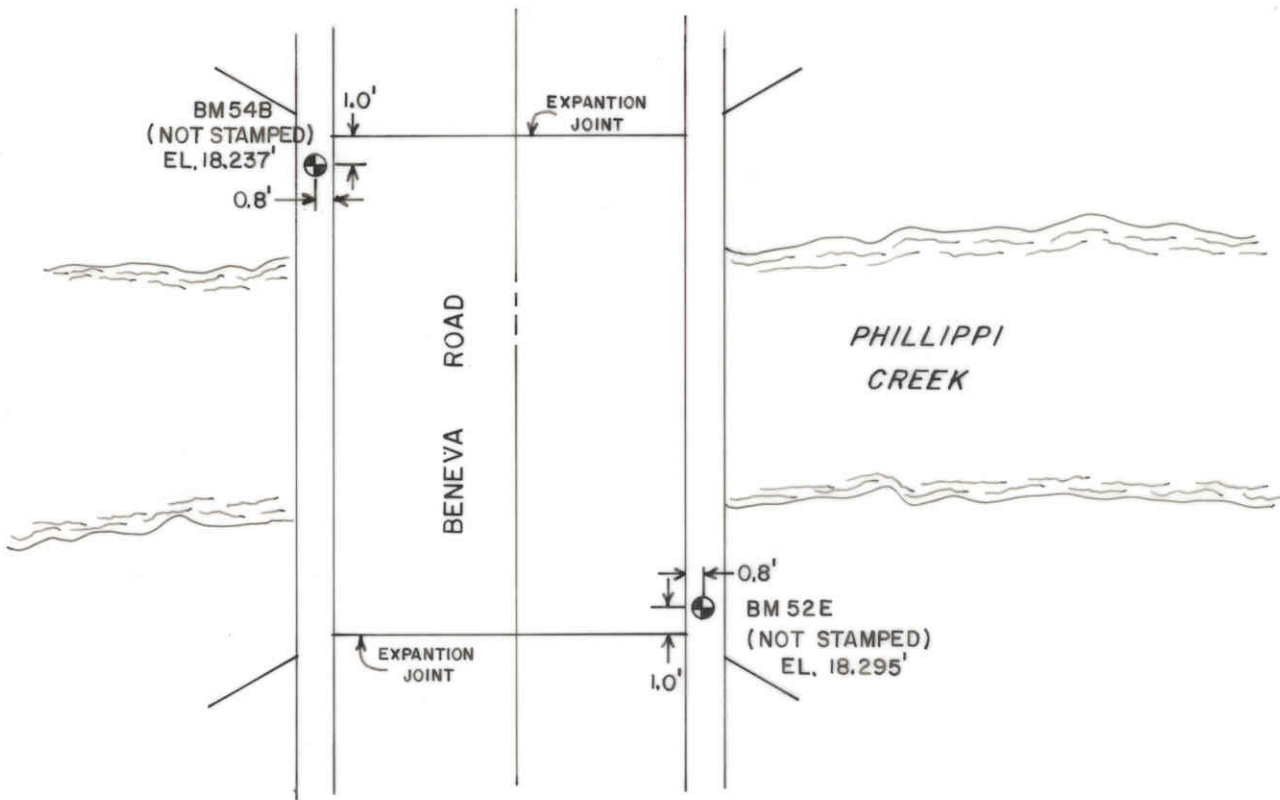 BM 54B
(NOT STAMPED)
EL. 18.237'
1.0'
0.8'
EXPANTION
JOINT
BENEVA ROAD
PHILLIPPI
CREEK
0.8'
BM 52E
(NOT STAMPED)
EL. 18.295'
1.0'
EXPANTION
JOINT